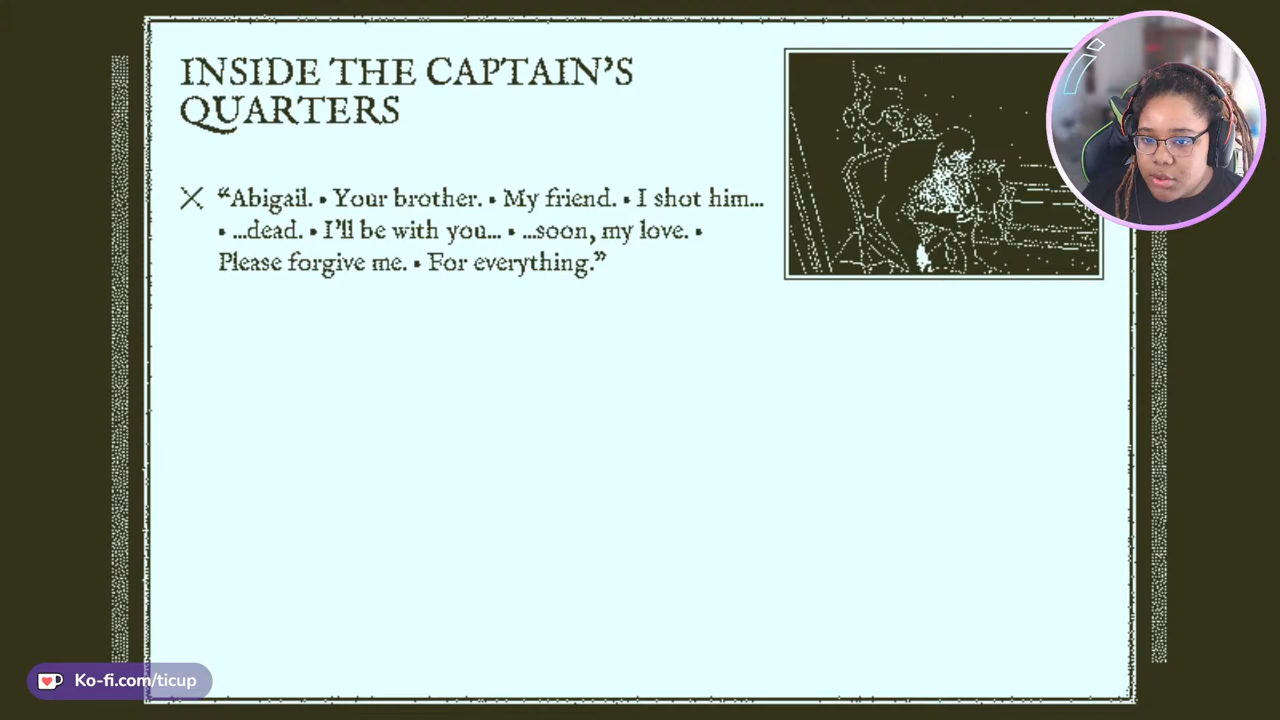 INSIDE THE CAPTAIN'S
QUARTERS
"Abigail. • Your brother. • My friend. • I shot him...
• ...dead. • I'll be with you... • ...soon, my love. •
Please forgive me. • For everything."
Ko-fi.com/ticup